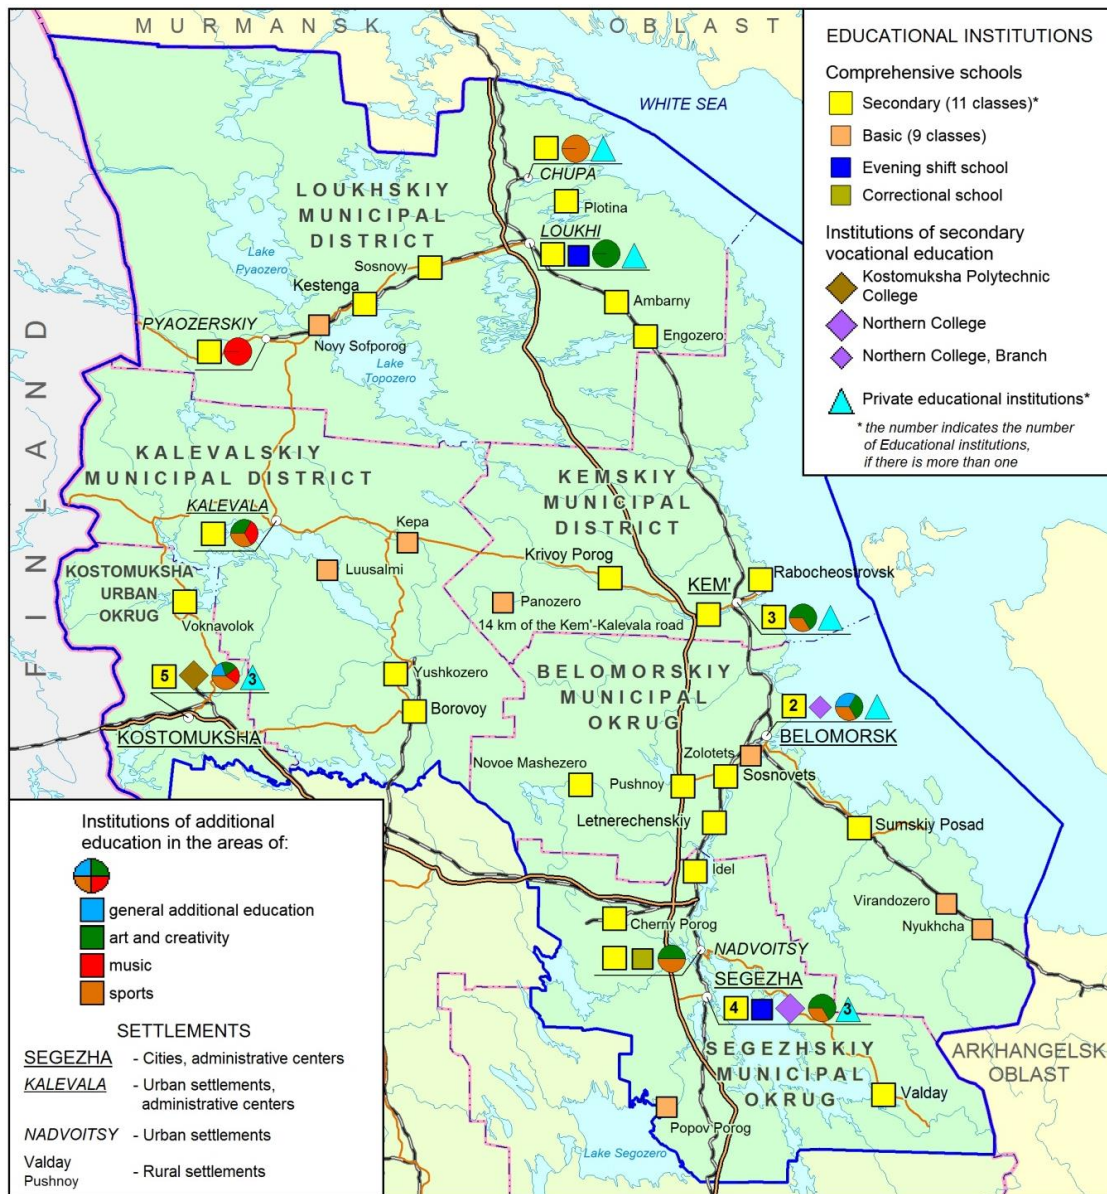 MURMANSK OBLAST
WHITE SEA
FINLAND
EDUCATIONAL INSTITUTIONS
Comprehensive schools
Secondary (11 classes)*
Basic (9 classes)
Evening shift school
Correctional school
Institutions of secondary
vocational education
Kostomuksha Polytechnic
College
Northern College
Northern College, Branch
Private educational institutions*
* the number indicates the number
of Educational institutions,
if there is more than one
CHUPA
Plotina
LOUKHSKIY
MUNICIPAL
DISTRICT
LOUKHI
Lake
Pyaozero
Sosnovy
Kestenga
Ambarny
Engozero
PYAOZERSKIY
Novy Sofporog
Lake
Topozero
KALEVALSKIY
MUNICIPAL DISTRICT
KALEVALA
KEMSKIY
MUNICIPAL
DISTRICT
Kepa
Krivoy Porog
Luusalmi
KOSTOMUKSHA
URBAN
OKRUG
Voknavolok
Panozero
14 km of the Kem'-Kalevala road
KEM'
Rabocheostrovsk
3
BELOMORSKIY
MUNICIPAL
OKRUG
5
3
KOSTOMUKSHA
Yushkozero
Borovoy
2
BELOMORSK
Zolotets
Sosnovets
Novoe Mashezero
Pushnoy
Letnerechenskiy
Sumskiy Posad
Idel
Virandozero
Nyukhcha
Cherny Porog
NADVOITSY
SEGEZHA
4
3
SEGEZHSKIY
MUNICIPAL
OKRUG
Valday
Popov Porog
Lake Segozero
ARKHANGELSK
OBLAST
Institutions of additional
education in the areas of:
general additional education
art and creativity
music
sports
SETTLEMENTS
SEGEZHA - Cities, administrative centers
KALEVALA - Urban settlements,
administrative centers
NADVOITSY - Urban settlements
Valday
Pushnoy - Rural settlements